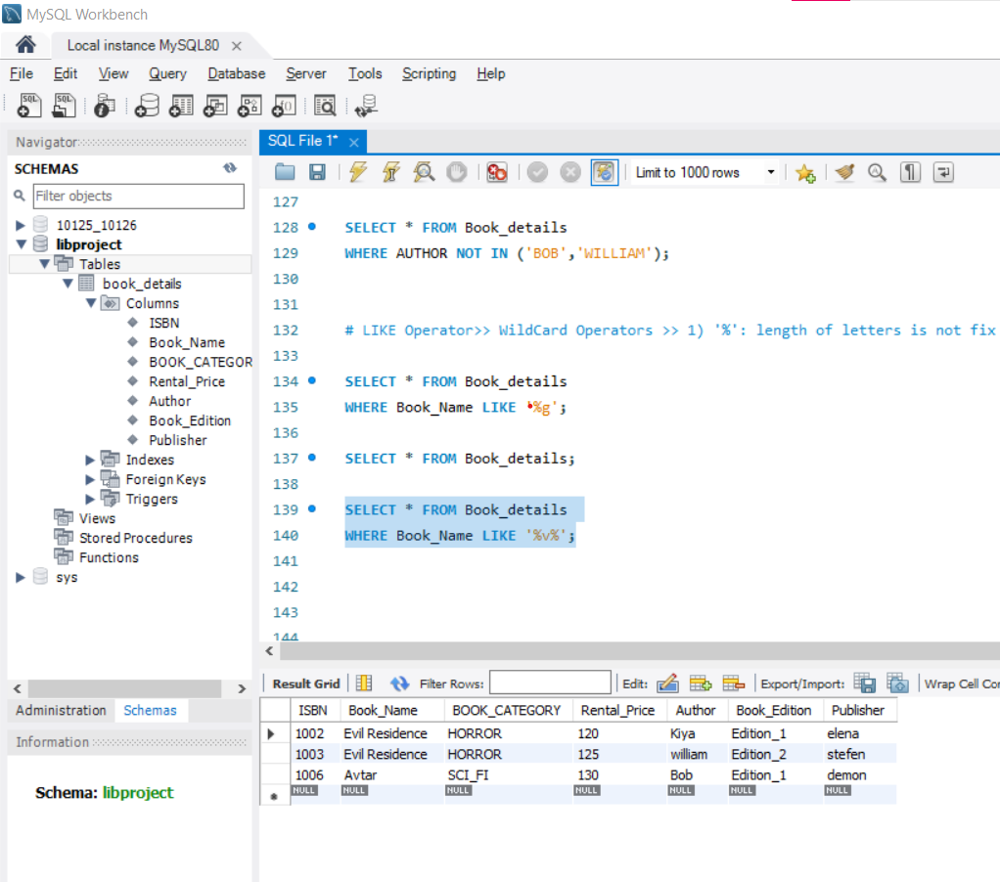 MySQL Workbench
Local instance MySQL80
File Edit View Query Database Server Tools Scripting Help
Navigator
SQL File 1*
SCHEMAS
Limit to 1000 rows
Filter objects
10125_10126
libproject
Tables
book_details
Columns
ISBN
Book_Name
BOOK_CATEGOR
Rental_Price
Author
Book_Edition
Publisher
Indexes
Foreign Keys
Triggers
Views
Stored Procedures
Functions
sys
127
128 SELECT * FROM Book_details
129 WHERE AUTHOR NOT IN ('BOB','WILLIAM');
130
131
132 # LIKE Operator>> WildCard Operators >> 1) '%': length of letters is not fix
133
134 SELECT * FROM Book_details
135 WHERE Book_Name LIKE '%g';
136
137 SELECT * FROM Book_details;
138
139 SELECT * FROM Book_details
140 WHERE Book_Name LIKE '%v%';
141
142
143
144
Administration Schemas
Information
Schema: libproject
Result Grid Filter Rows: Edit: Export/Import: Wrap Cell Co
ISBN Book_Name BOOK_CATEGORY Rental_Price Author Book_Edition Publisher
1002 Evil Residence HORROR 120 Kiya Edition_1 elena
1003 Evil Residence HORROR 125 william Edition_2 stefen
1006 Avtar SCI_FI 130 Bob Edition_1 demon
NULL NULL NULL NULL NULL NULL NULL